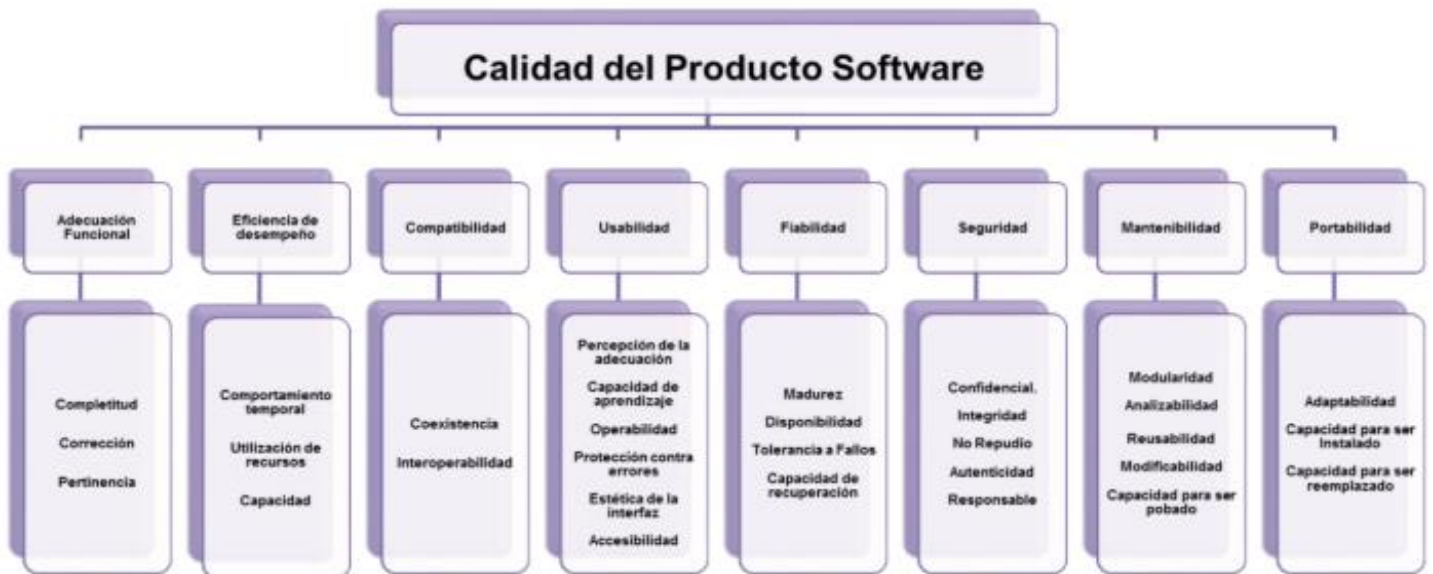 Calidad del Producto Software
Adecuación
Funcional
Eficiencia de
desempeño
Compatibilidad
Usabilidad
Fiabilidad
Seguridad
Mantenibilidad
Portabilidad
Completitud
Corrección
Pertinencia
Comportamiento
temporal
Utilización de
recursos
Capacidad
Coexistencia
Interoperabilidad
Percepción de la
adecuación
Capacidad de
aprendizaje
Operabilidad
Protección contra
errores
Estética de la
interfaz
Accesibilidad
Madurez
Disponibilidad
Tolerancia a Fallos
Capacidad de
recuperación
Confidencial.
Integridad
No Repudio
Autenticidad
Responsable
Modularidad
Analizabilidad
Reusabilidad
Modificabilidad
Capacidad para ser
pobado
Adaptabilidad
Capacidad para ser
Instalado
Capacidad para ser
reemplazado